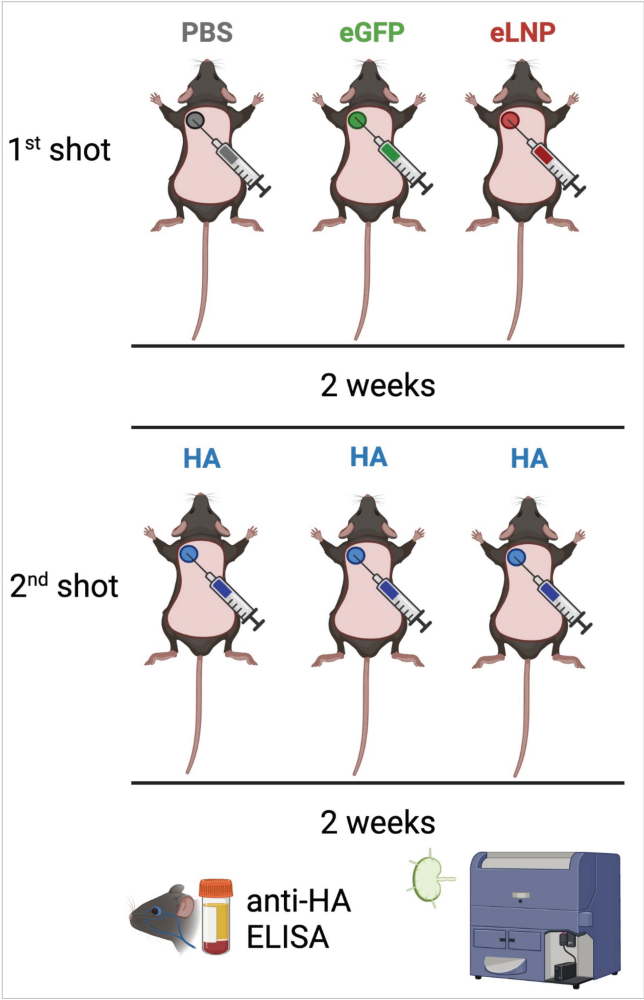 PBS eGFP eLNP
1st shot
2 weeks
HA HA HA
2nd shot
2 weeks
anti-HA
ELISA